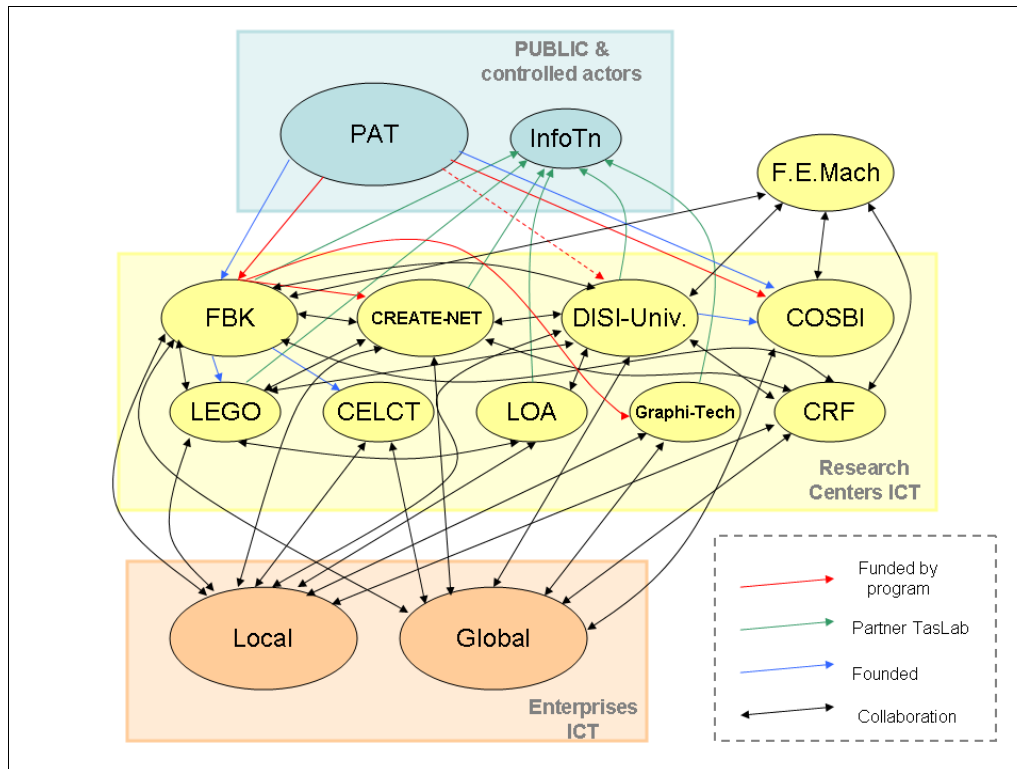 PUBLIC &
controlled actors
PAT
InfoTn
F.E.Mach
FBK
CREATE-NET
DISI-Univ.
COSBI
LEGO
CELCT
LOA
Graphi-Tech
CRF
Research
Centers ICT
Local
Global
Enterprises
ICT
Funded by
program
Partner TasLab
Founded
Collaboration